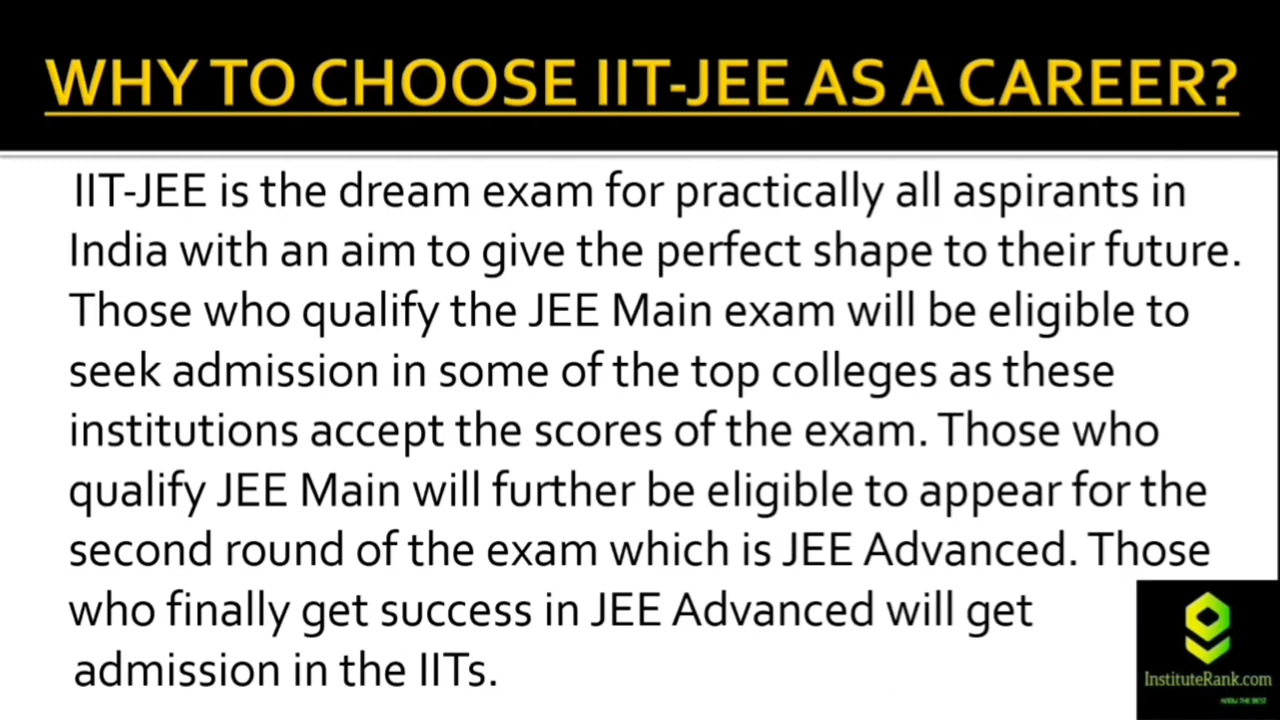 WHY TO CHOOSE IIT-JEE AS A CAREER?
IIT-JEE is the dream exam for practically all aspirants in
India with an aim to give the perfect shape to their future.
Those who qualify the JEE Main exam will be eligible to
seek admission in some of the top colleges as these
institutions accept the scores of the exam. Those who
qualify JEE Main will further be eligible to appear for the
second round of the exam which is JEE Advanced. Those
who finally get success in JEE Advanced will get
admission in the IITs.
InstituteRank.com
KNOW THE BEST